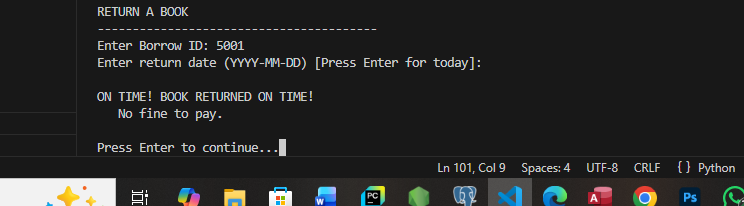 RETURN A BOOK
----------------------------------------
Enter Borrow ID: 5001
Enter return date (YYYY-MM-DD) [Press Enter for today]:
ON TIME! BOOK RETURNED ON TIME!
No fine to pay.
Press Enter to continue...
Ln 101, Col 9 Spaces: 4 UTF-8 CRLF { } Python
W PC A Ps